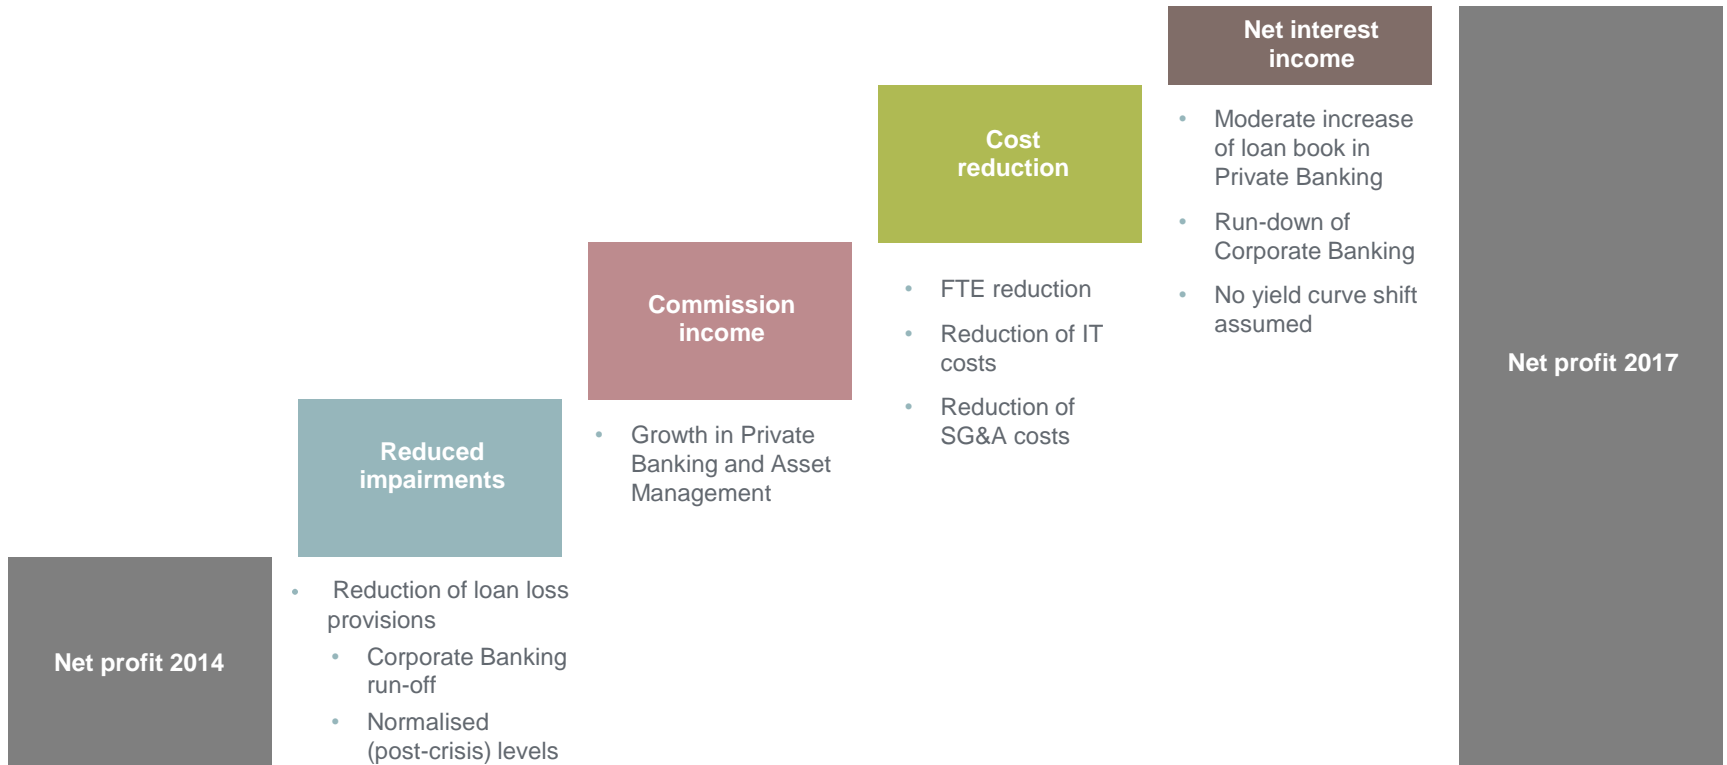 Net profit 2014
Reduced
impairments
• Reduction of loan loss
provisions
• Corporate Banking
run-off
• Normalised
(post-crisis) levels
Commission
income
• Growth in Private
Banking and Asset
Management
Cost
reduction
• FTE reduction
• Reduction of IT
costs
• Reduction of
SG&A costs
Net interest
income
• Moderate increase
of loan book in
Private Banking
• Run-down of
Corporate Banking
• No yield curve shift
assumed
Net profit 2017